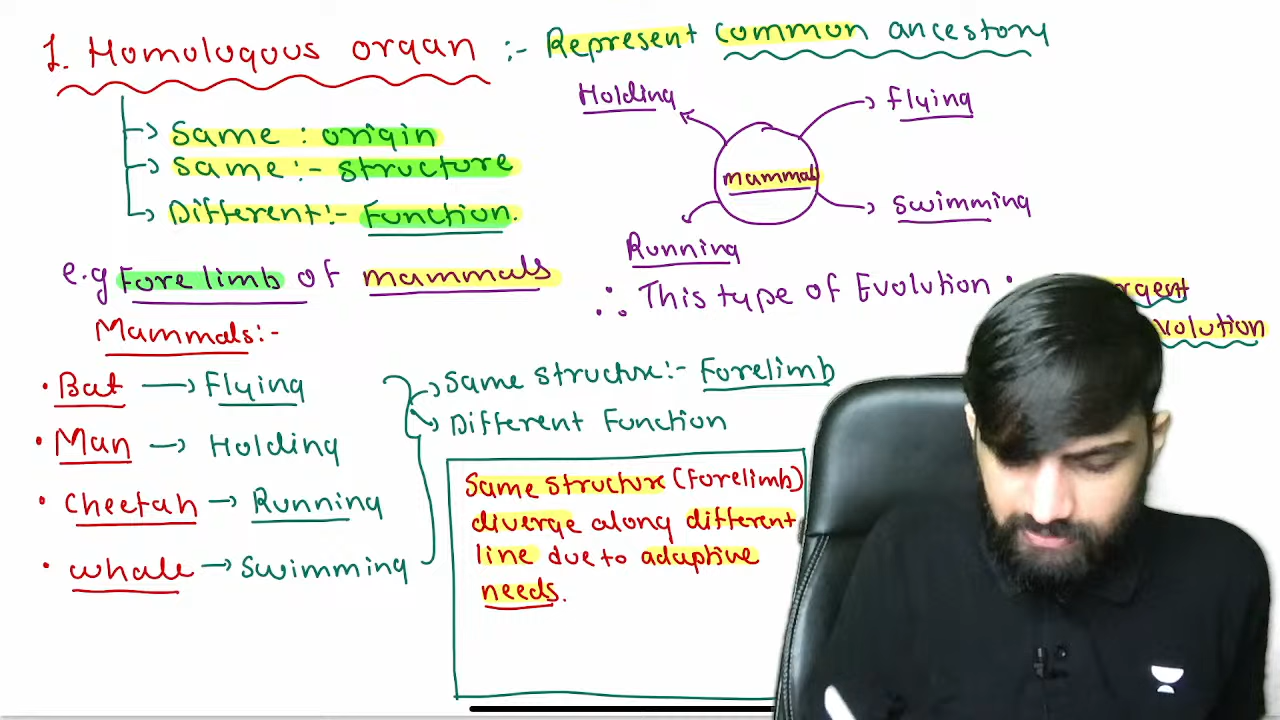 1. Homologous organ :- Represent common ancestory
Same : origin
Same :- structure
Different :- Function.
Holding
Flying
mammal
Swimming
Running
e.g Fore limb of mammals
∴ This type of Evolution
volution
Mammals :-
• Bat → Flying
• Man → Holding
• Cheetah → Running
• whale → Swimming
Same structure :- Forelimb
Different Function
Same structure (forelimb)
diverge along different
line due to adaptive
needs.